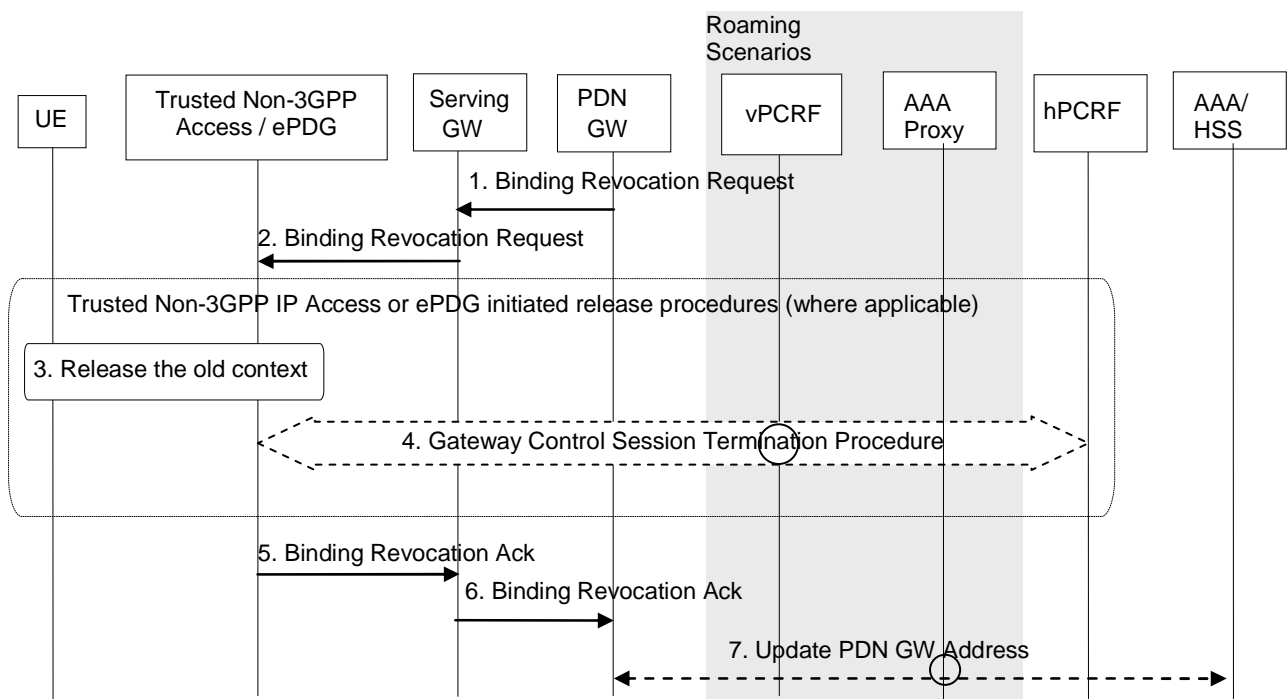 Roaming
Scenarios
UE
Trusted Non-3GPP
Access / ePDG
Serving
GW
PDN
GW
vPCRF
AAA
Proxy
hPCRF
AAA/
HSS
1. Binding Revocation Request
2. Binding Revocation Request
Trusted Non-3GPP IP Access or ePDG initiated release procedures (where applicable)
3. Release the old context
4. Gateway Control Session Termination Procedure
5. Binding Revocation Ack
6. Binding Revocation Ack
7. Update PDN GW Address